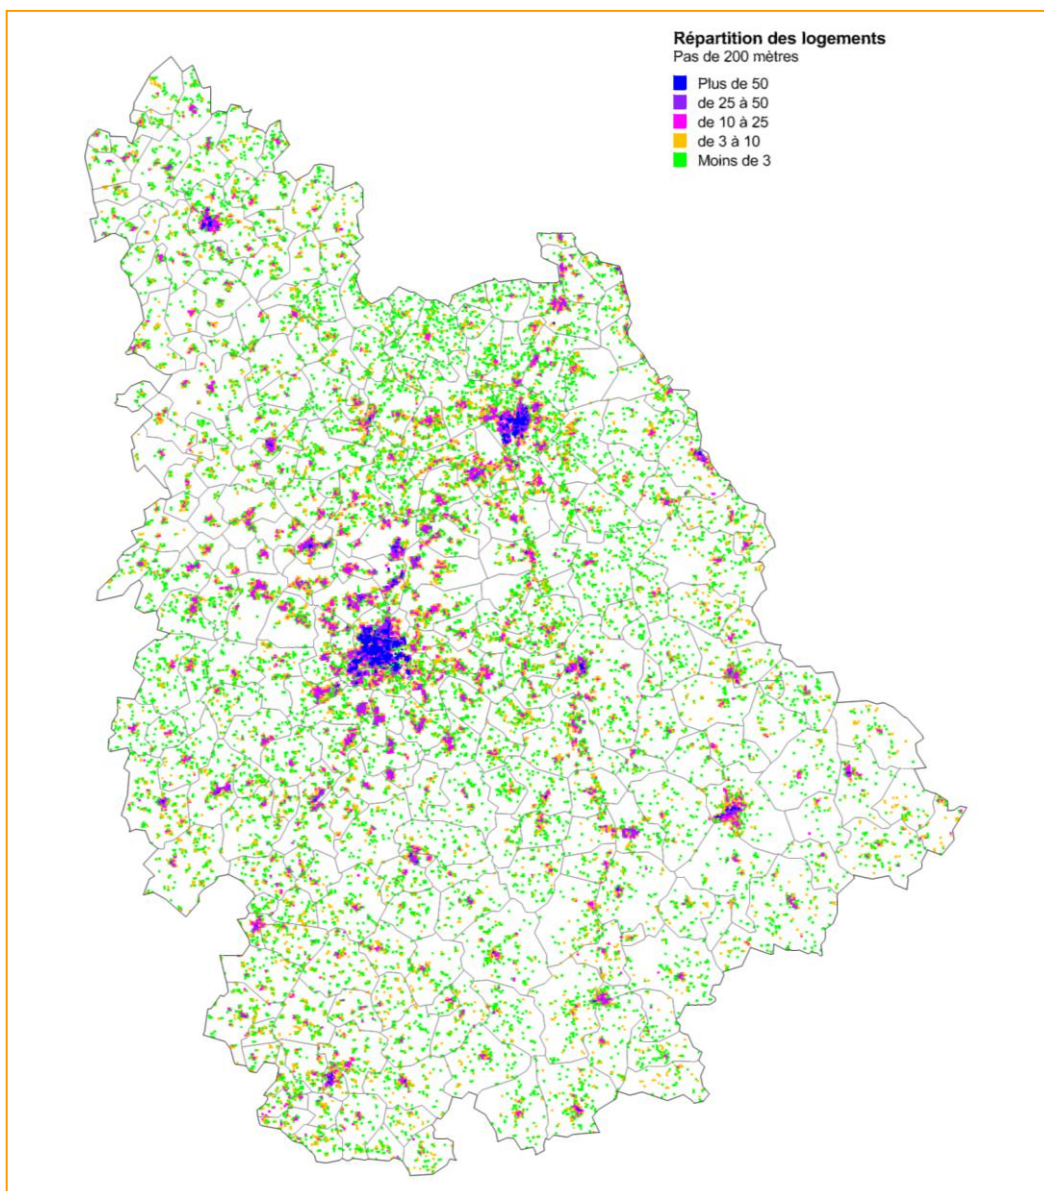 Répartition des logements
Pas de 200 mètres
Plus de 50
de 25 à 50
de 10 à 25
de 3 à 10
Moins de 3